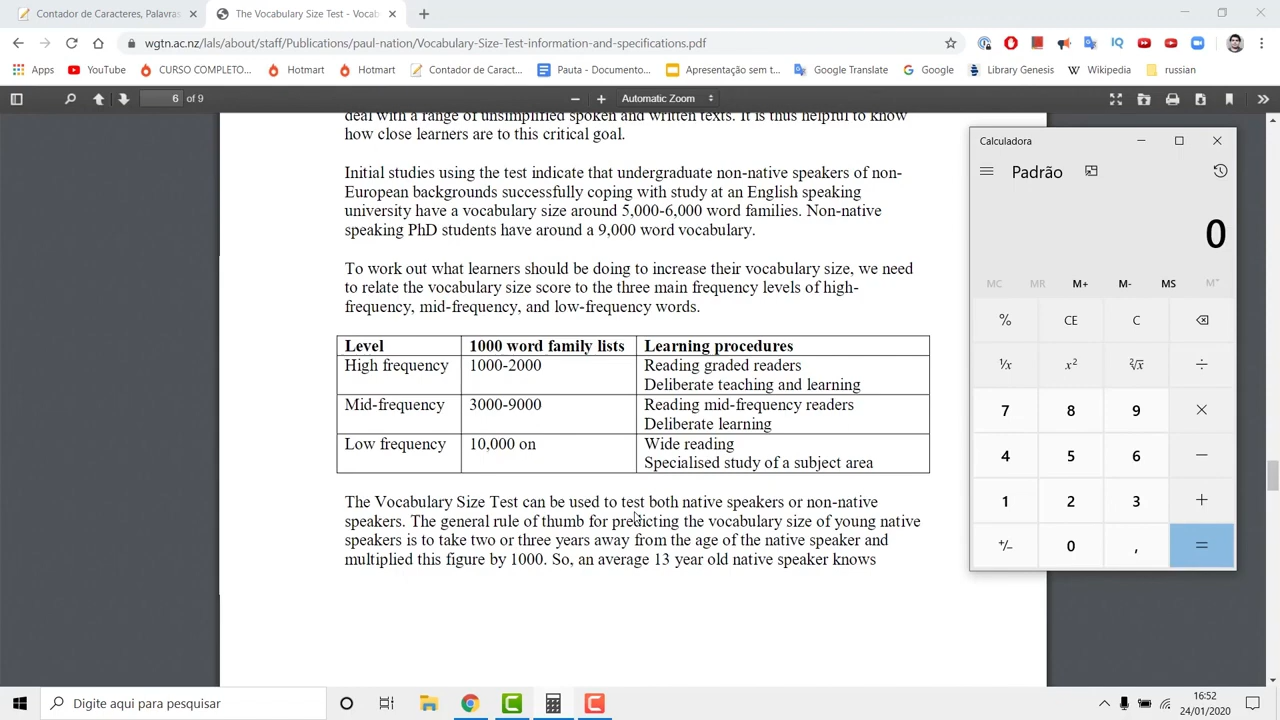 Contador de Caracteres, Palavras
The Vocabulary Size Test - Vocab
wgtn.ac.nz/lals/about/staff/Publications/paul-nation/Vocabulary-Size-Test-information-and-specifications.pdf
Apps YouTube CURSO COMPLETO... Hotmart Hotmart Contador de Caract... Pauta - Documento... Apresentação sem t... Google Translate Google Library Genesis Wikipedia russian
6 of 9 Automatic Zoom
deal with a range of unsimplified spoken and written texts. It is thus helpful to know
how close learners are to this critical goal.
Initial studies using the test indicate that undergraduate non-native speakers of non-
European backgrounds successfully coping with study at an English speaking
university have a vocabulary size around 5,000-6,000 word families. Non-native
speaking PhD students have around a 9,000 word vocabulary.
To work out what learners should be doing to increase their vocabulary size, we need
to relate the vocabulary size score to the three main frequency levels of high-
frequency, mid-frequency, and low-frequency words.
Level 1000 word family lists Learning procedures
High frequency 1000-2000 Reading graded readers
Deliberate teaching and learning
Mid-frequency 3000-9000 Reading mid-frequency readers
Deliberate learning
Low frequency 10,000 on Wide reading
Specialised study of a subject area
The Vocabulary Size Test can be used to test both native speakers or non-native
speakers. The general rule of thumb for predicting the vocabulary size of young native
speakers is to take two or three years away from the age of the native speaker and
multiplied this figure by 1000. So, an average 13 year old native speaker knows
Calculadora
Padrão
0
MC MR M+ M- MS M˅
% CE C
¹/x x² ²√x ÷
7 8 9 ×
4 5 6 −
1 2 3 +
+/− 0 , =
Digite aqui para pesquisar
16:52
24/01/2020